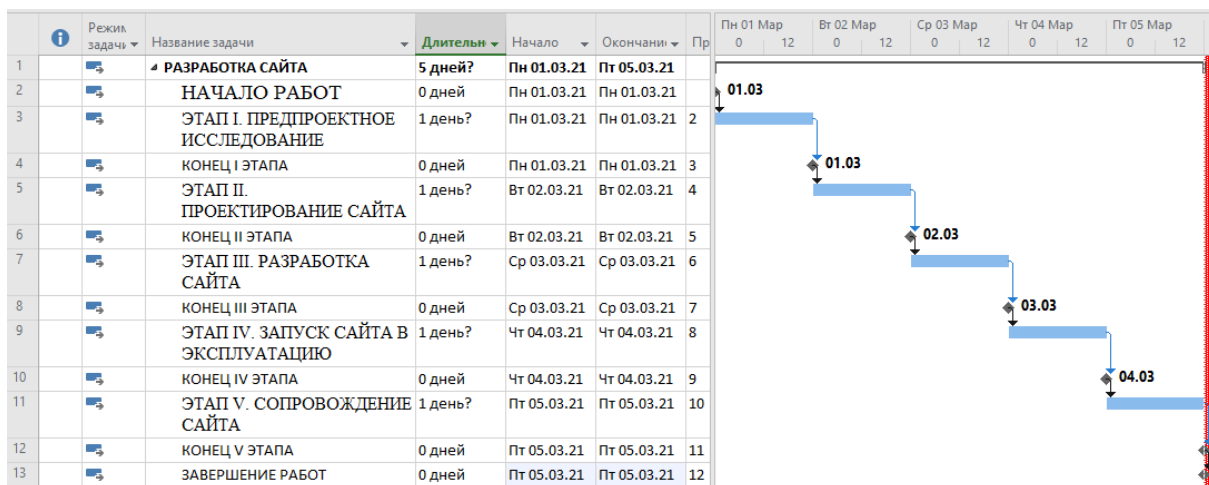 Режим задачи Название задачи Длительн Начало Окончани Пр
Пн 01 Мар Вт 02 Мар Ср 03 Мар Чт 04 Мар Пт 05 Мар
0 12 0 12 0 12 0 12 0 12
1 РАЗРАБОТКА САЙТА 5 дней? Пн 01.03.21 Пт 05.03.21
2 НАЧАЛО РАБОТ 0 дней Пн 01.03.21 Пн 01.03.21 01.03
3 ЭТАП I. ПРЕДПРОЕКТНОЕ 1 день? Пн 01.03.21 Пн 01.03.21 2
ИССЛЕДОВАНИЕ
4 КОНЕЦ I ЭТАПА 0 дней Пн 01.03.21 Пн 01.03.21 3 01.03
5 ЭТАП II. 1 день? Вт 02.03.21 Вт 02.03.21 4
ПРОЕКТИРОВАНИЕ САЙТА
6 КОНЕЦ II ЭТАПА 0 дней Вт 02.03.21 Вт 02.03.21 5 02.03
7 ЭТАП III. РАЗРАБОТКА 1 день? Ср 03.03.21 Ср 03.03.21 6
САЙТА
8 КОНЕЦ III ЭТАПА 0 дней Ср 03.03.21 Ср 03.03.21 7 03.03
9 ЭТАП IV. ЗАПУСК САЙТА В 1 день? Чт 04.03.21 Чт 04.03.21 8
ЭКСПЛУАТАЦИЮ
10 КОНЕЦ IV ЭТАПА 0 дней Чт 04.03.21 Чт 04.03.21 9 04.03
11 ЭТАП V. СОПРОВОЖДЕНИЕ 1 день? Пт 05.03.21 Пт 05.03.21 10
САЙТА
12 КОНЕЦ V ЭТАПА 0 дней Пт 05.03.21 Пт 05.03.21 11
13 ЗАВЕРШЕНИЕ РАБОТ 0 дней Пт 05.03.21 Пт 05.03.21 12